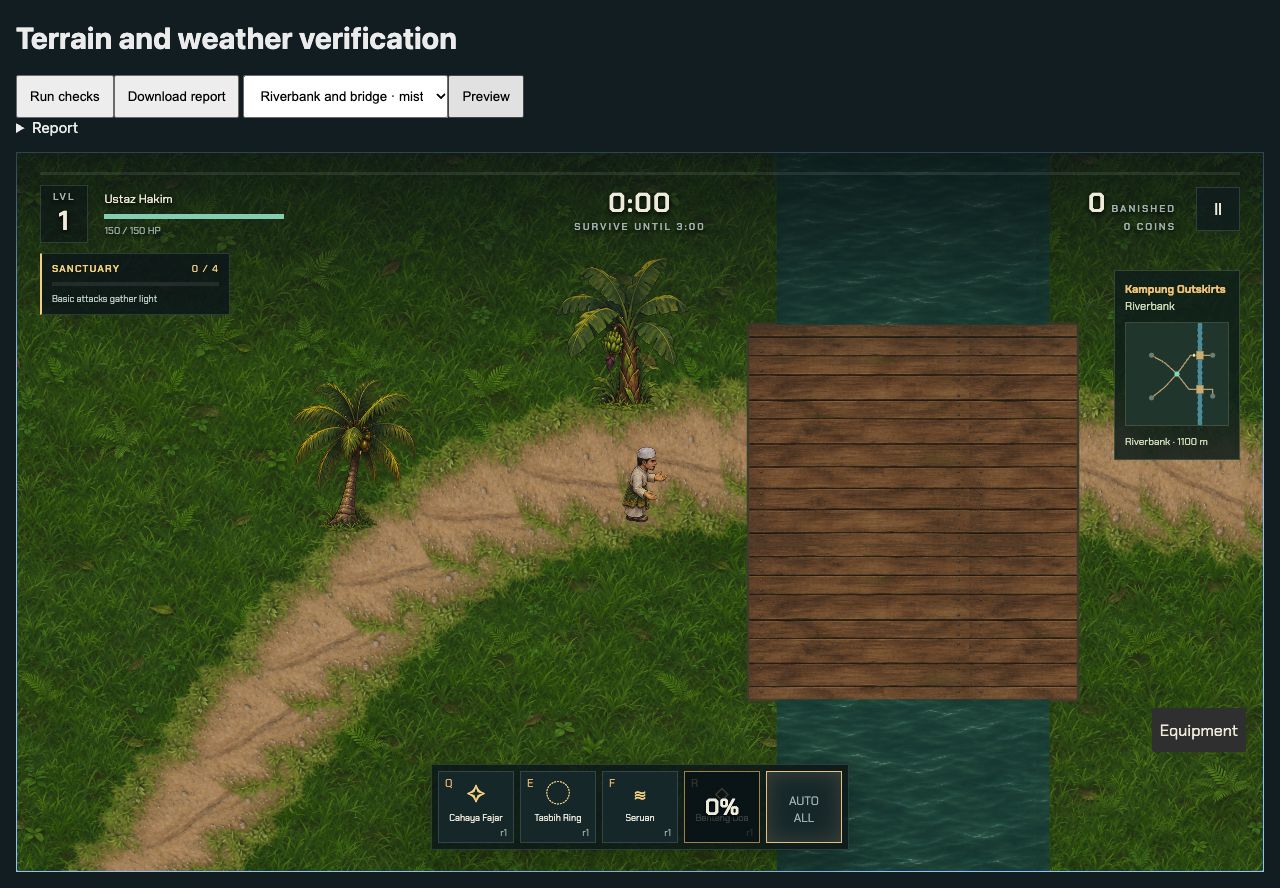 Terrain and weather verification
Run checks
Download report
Riverbank and bridge · mist
Preview
Report
LVL
1
Ustaz Hakim
150 / 150 HP
0:00
SURVIVE UNTIL 3:00
0 BANISHED
0 COINS
SANCTUARY 0 / 4
Basic attacks gather light
Kampung Outskirts
Riverbank
Riverbank · 1100 m
Equipment
Q
Cahaya Fajar
r1
E
Tasbih Ring
r1
F
Seruan
r1
R
0%
r1
AUTO
ALL